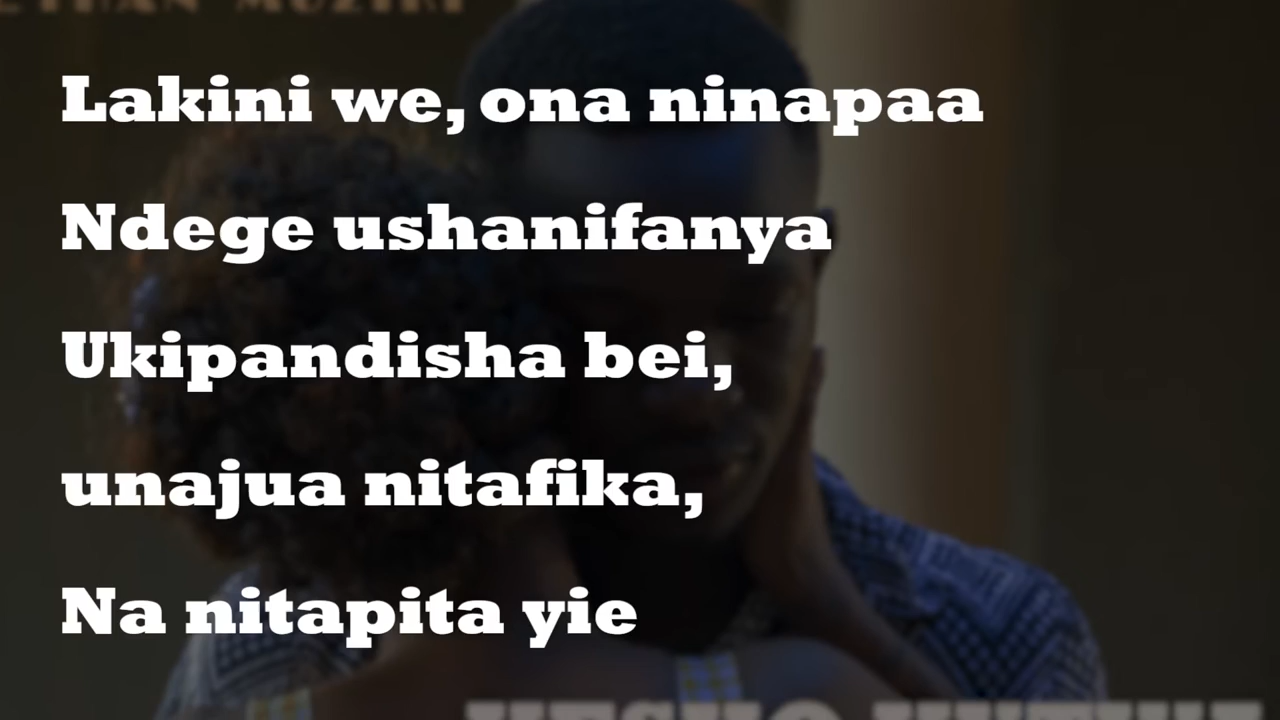 Lakini we, ona ninapaa
Ndege ushanifanya
Ukipandisha bei,
unajua nitafika,
Na nitapita yie